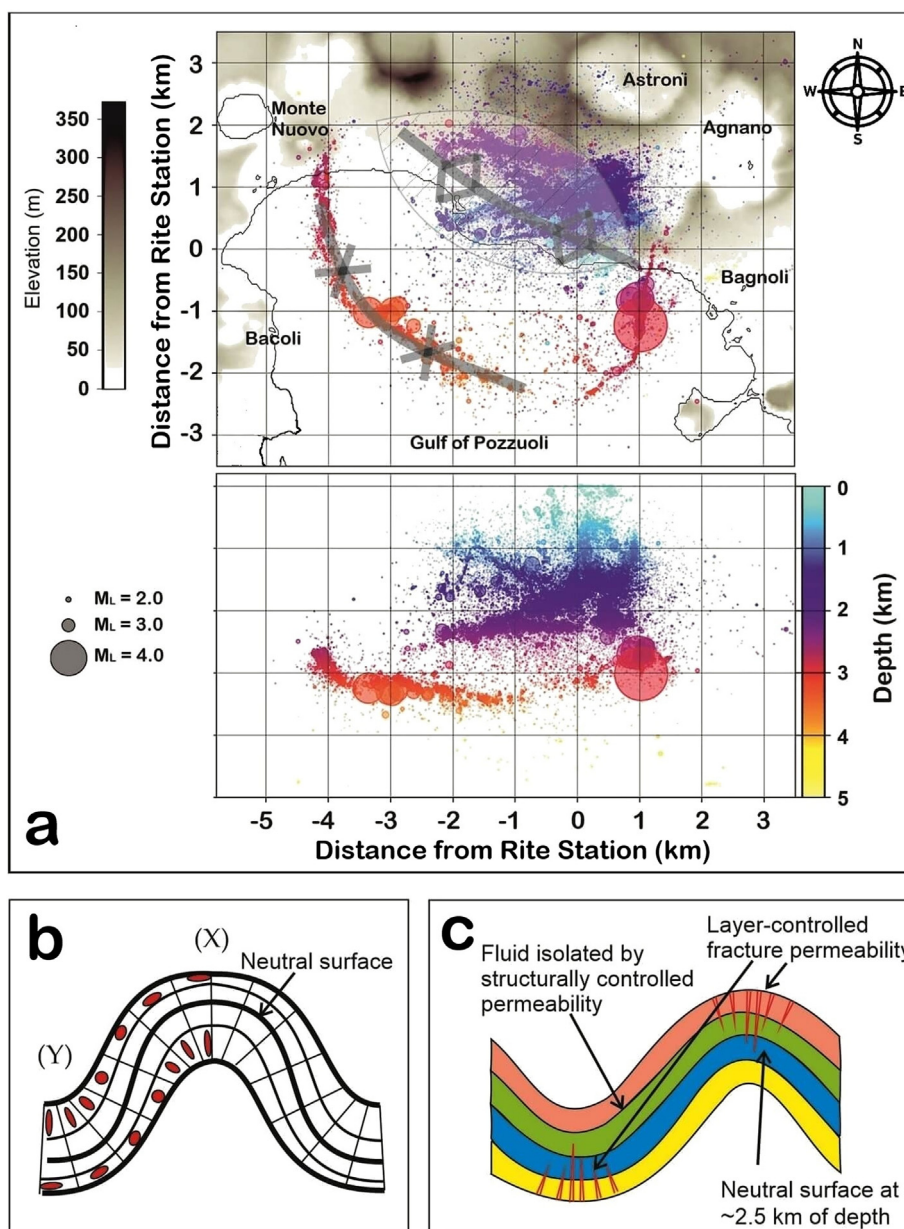 a
N
W
E
S
Elevation (m)
350
300
250
200
150
100
50
0
Distance from Rite Station (km)
3
2
1
0
-1
-2
-3
Monte
Nuovo
Astroni
Agnano
Bagnoli
Bacoli
Gulf of Pozzuoli
ML = 2.0
ML = 3.0
ML = 4.0
0
1
2
3
4
5
Depth (km)
-5 -4 -3 -2 -1 0 1 2 3
Distance from Rite Station (km)
b
(X)
Neutral surface
(Y)
c
Layer-controlled
fracture permeability
Fluid isolated by
structurally controlled
permeability
Neutral surface at
~2.5 km of depth